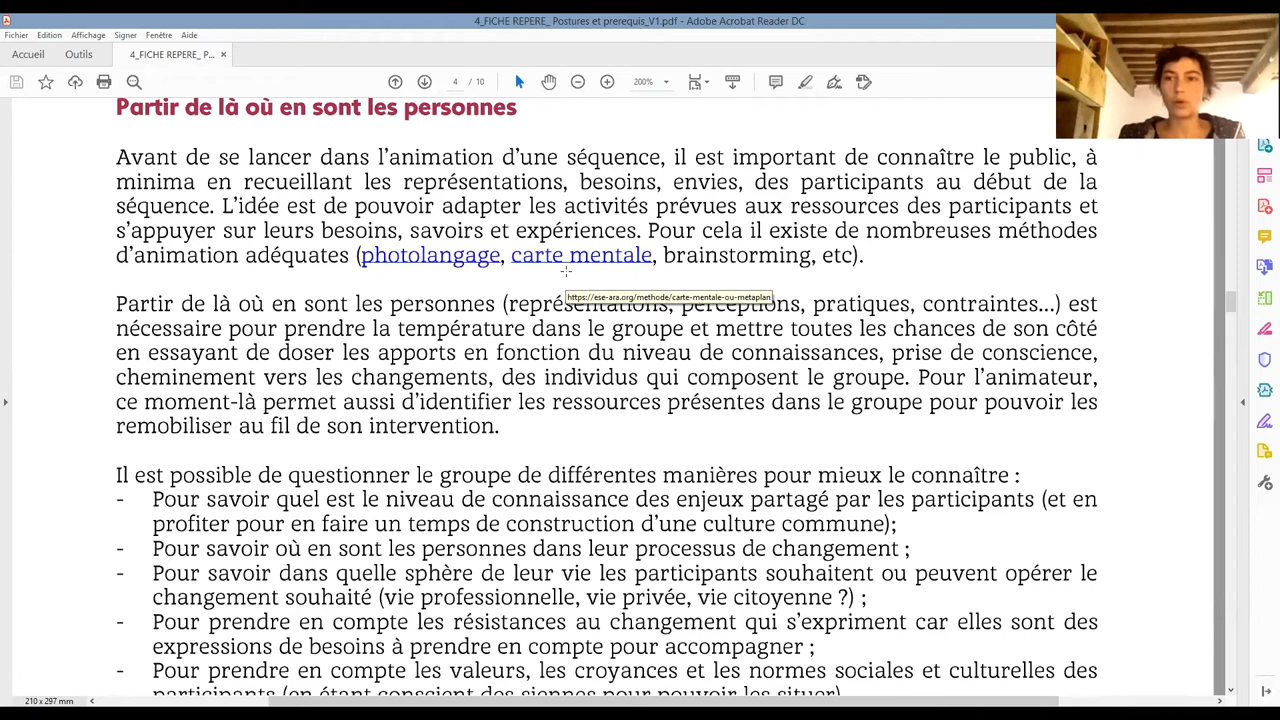 4_FICHE REPERE_ Postures et prerequis_V1.pdf - Adobe Acrobat Reader DC
Fichier Edition Affichage Signer Fenêtre Aide
Accueil Outils 4_FICHE REPERE_ P... ×
4 / 10 200%
Partir de là où en sont les personnes
Avant de se lancer dans l’animation d’une séquence, il est important de connaître le public, à
minima en recueillant les représentations, besoins, envies, des participants au début de la
séquence. L’idée est de pouvoir adapter les activités prévues aux ressources des participants et
s’appuyer sur leurs besoins, savoirs et expériences. Pour cela il existe de nombreuses méthodes
d’animation adéquates (photolangage, carte mentale, brainstorming, etc).
https://ese-ara.org/methode/carte-mentale-ou-metaplan
Partir de là où en sont les personnes (représentations, perceptions, pratiques, contraintes…) est
nécessaire pour prendre la température dans le groupe et mettre toutes les chances de son côté
en essayant de doser les apports en fonction du niveau de connaissances, prise de conscience,
cheminement vers les changements, des individus qui composent le groupe. Pour l’animateur,
ce moment-là permet aussi d’identifier les ressources présentes dans le groupe pour pouvoir les
remobiliser au fil de son intervention.
Il est possible de questionner le groupe de différentes manières pour mieux le connaître :
- Pour savoir quel est le niveau de connaissance des enjeux partagé par les participants (et en
profiter pour en faire un temps de construction d’une culture commune);
- Pour savoir où en sont les personnes dans leur processus de changement ;
- Pour savoir dans quelle sphère de leur vie les participants souhaitent ou peuvent opérer le
changement souhaité (vie professionnelle, vie privée, vie citoyenne ?) ;
- Pour prendre en compte les résistances au changement qui s’expriment car elles sont des
expressions de besoins à prendre en compte pour accompagner ;
- Pour prendre en compte les valeurs, les croyances et les normes sociales et culturelles des
participants (en étant conscient des siennes pour pouvoir les situer)
210 x 297 mm